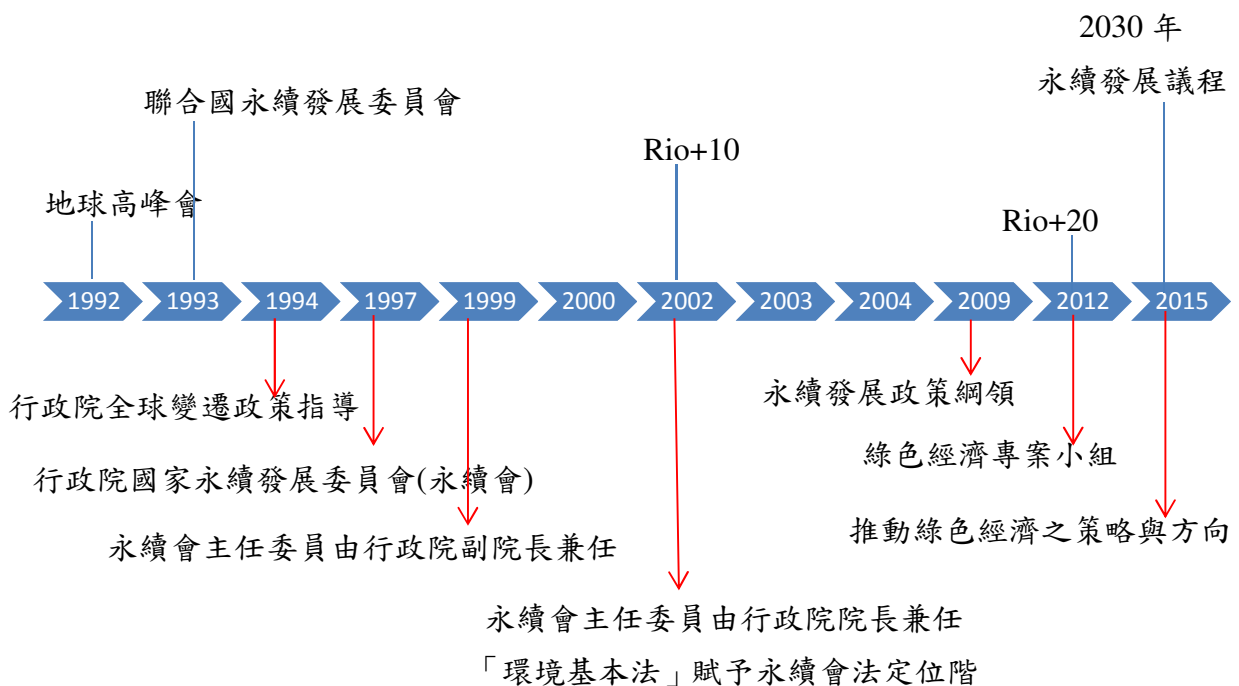 2030 年
永續發展議程
聯合國永續發展委員會
Rio+10
地球高峰會
Rio+20
1992 1993 1994 1997 1999 2000 2002 2003 2004 2009 2012 2015
永續發展政策綱領
行政院全球變遷政策指導
綠色經濟專案小組
行政院國家永續發展委員會(永續會)
推動綠色經濟之策略與方向
永續會主任委員由行政院副院長兼任
永續會主任委員由行政院院長兼任
「環境基本法」賦予永續會法定位階